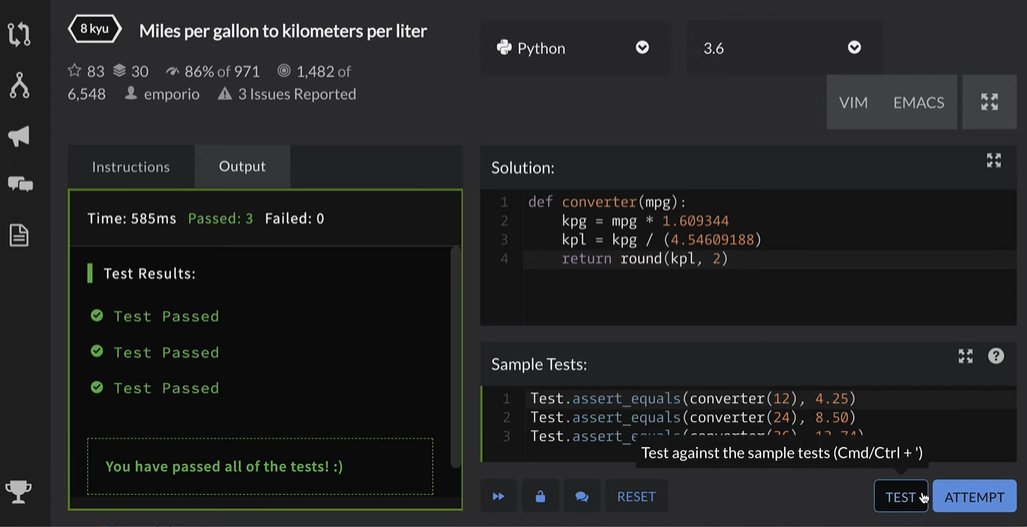 8 kyu
Miles per gallon to kilometers per liter
83 30 86% of 971 1,482 of
6,548 emporio 3 Issues Reported
Python
3.6
VIM EMACS
Instructions Output
Time: 585ms Passed: 3 Failed: 0
Test Results:
Test Passed
Test Passed
Test Passed
You have passed all of the tests! :)
Solution:
1 def converter(mpg):
2 kpg = mpg * 1.609344
3 kpl = kpg / (4.54609188)
4 return round(kpl, 2)
Sample Tests:
1 Test.assert_equals(converter(12), 4.25)
2 Test.assert_equals(converter(24), 8.50)
3 Test.assert_equals(converter(36), 12.74)
Test against the sample tests (Cmd/Ctrl + ')
RESET
TEST ATTEMPT